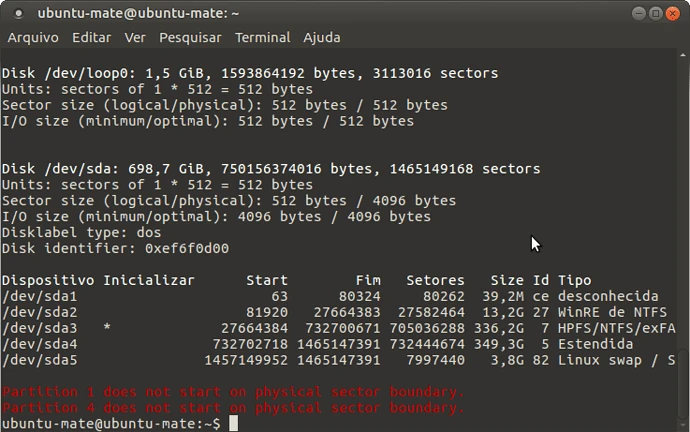 ubuntu-mate@ubuntu-mate: ~
Arquivo Editar Ver Pesquisar Terminal Ajuda
Disk /dev/loop0: 1,5 GiB, 1593864192 bytes, 3113016 sectors
Units: sectors of 1 * 512 = 512 bytes
Sector size (logical/physical): 512 bytes / 512 bytes
I/O size (minimum/optimal): 512 bytes / 512 bytes
Disk /dev/sda: 698,7 GiB, 750156374016 bytes, 1465149168 sectors
Units: sectors of 1 * 512 = 512 bytes
Sector size (logical/physical): 512 bytes / 4096 bytes
I/O size (minimum/optimal): 4096 bytes / 4096 bytes
Disklabel type: dos
Disk identifier: 0xef6f0d00
Dispositivo Inicializar Start Fim Setores Size Id Tipo
/dev/sda1 63 80324 80262 39,2M ce desconhecida
/dev/sda2 81920 27664383 27582464 13,2G 27 WinRE de NTFS
/dev/sda3 * 27664384 732700671 705036288 336,2G 7 HPFS/NTFS/exFA
/dev/sda4 732702718 1465147391 732444674 349,3G 5 Estendida
/dev/sda5 1457149952 1465147391 7997440 3,8G 82 Linux swap / S
Partition 1 does not start on physical sector boundary.
Partition 4 does not start on physical sector boundary.
ubuntu-mate@ubuntu-mate:~$